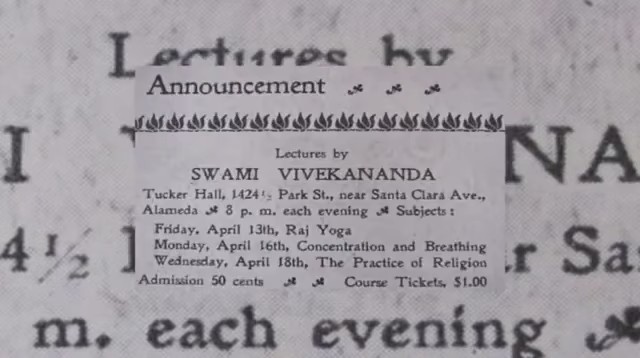 Lectures by
Announcement
Lectures by
SWAMI VIVEKANANDA
Tucker Hall, 1424½ Park St., near Santa Clara Ave.,
Alameda 8 p. m. each evening Subjects :
Friday, April 13th, Raj Yoga
Monday, April 16th, Concentration and Breathing
Wednesday, April 18th, The Practice of Religion
Admission 50 cents Course Tickets, $1.00
I NA
4½ r Sa
m. each evening